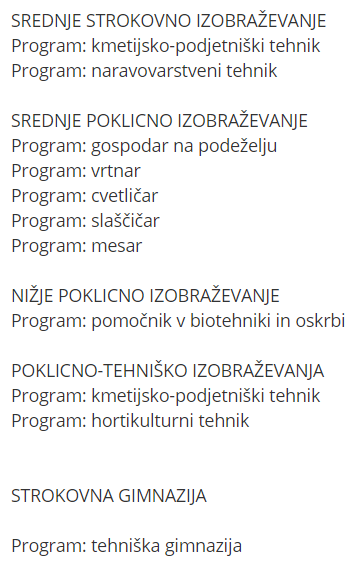 SREDNJE STROKOVNO IZOBRAŽEVANJE
Program: kmetijsko-podjetniški tehnik
Program: naravovarstveni tehnik
SREDNJE POKLICNO IZOBRAŽEVANJE
Program: gospodar na podeželju
Program: vrtnar
Program: cvetličar
Program: slaščičar
Program: mesar
NIŽJE POKLICNO IZOBRAŽEVANJE
Program: pomočnik v biotehniki in oskrbi
POKLICNO-TEHNIŠKO IZOBRAŽEVANJA
Program: kmetijsko-podjetniški tehnik
Program: hortikulturni tehnik
STROKOVNA GIMNAZIJA
Program: tehniška gimnazija